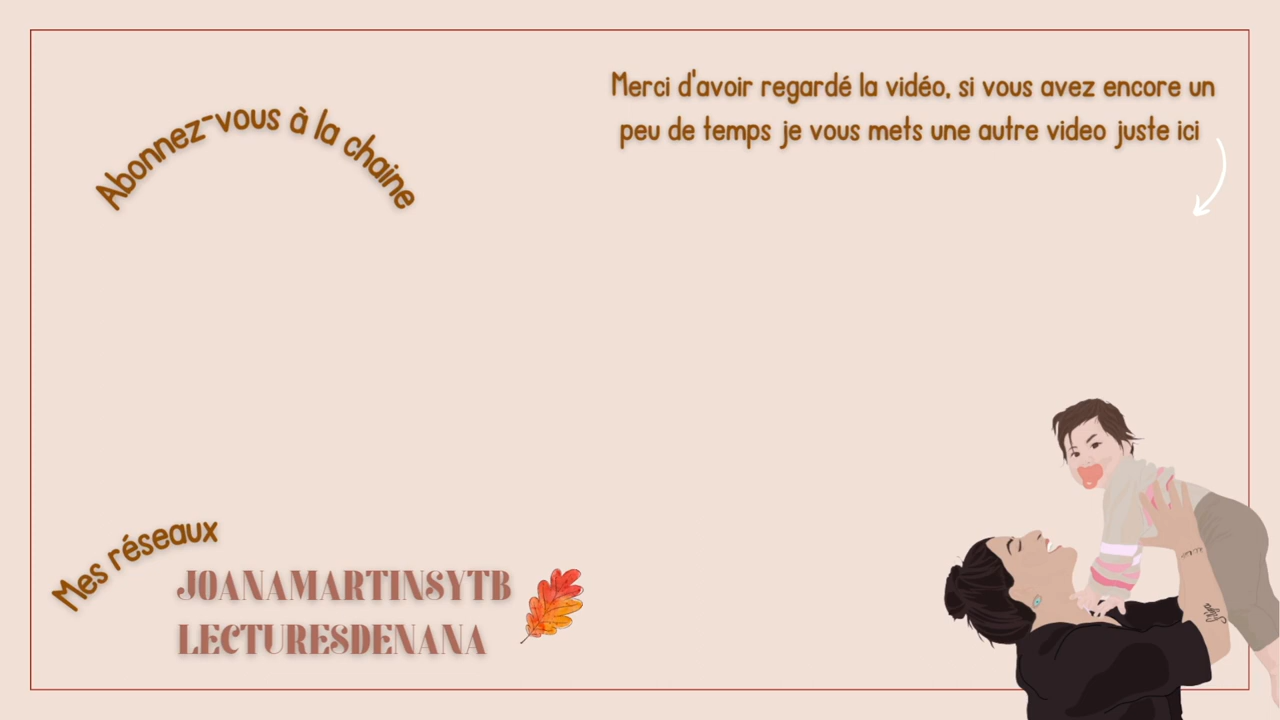 Abonnez-vous à la chaine
Merci d'avoir regardé la vidéo, si vous avez encore un
peu de temps je vous mets une autre video juste ici
Mes réseaux
JOANAMARTINSYTB
LECTURESDENANA